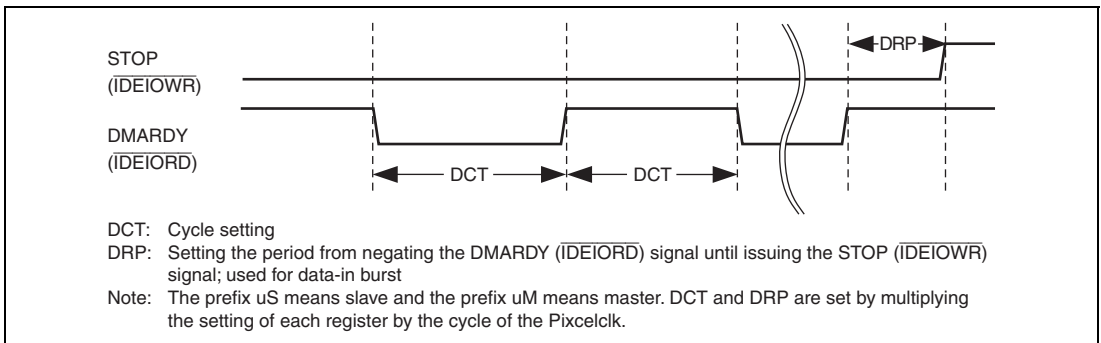 STOP
(IDEIOWR)
DRP
DMARDY
(IDEIORD)
DCT
DCT
DCT: Cycle setting
DRP: Setting the period from negating the DMARDY (IDEIORD) signal until issuing the STOP (IDEIOWR)
signal; used for data-in burst
Note: The prefix uS means slave and the prefix uM means master. DCT and DRP are set by multiplying
the setting of each register by the cycle of the Pixcelclk.